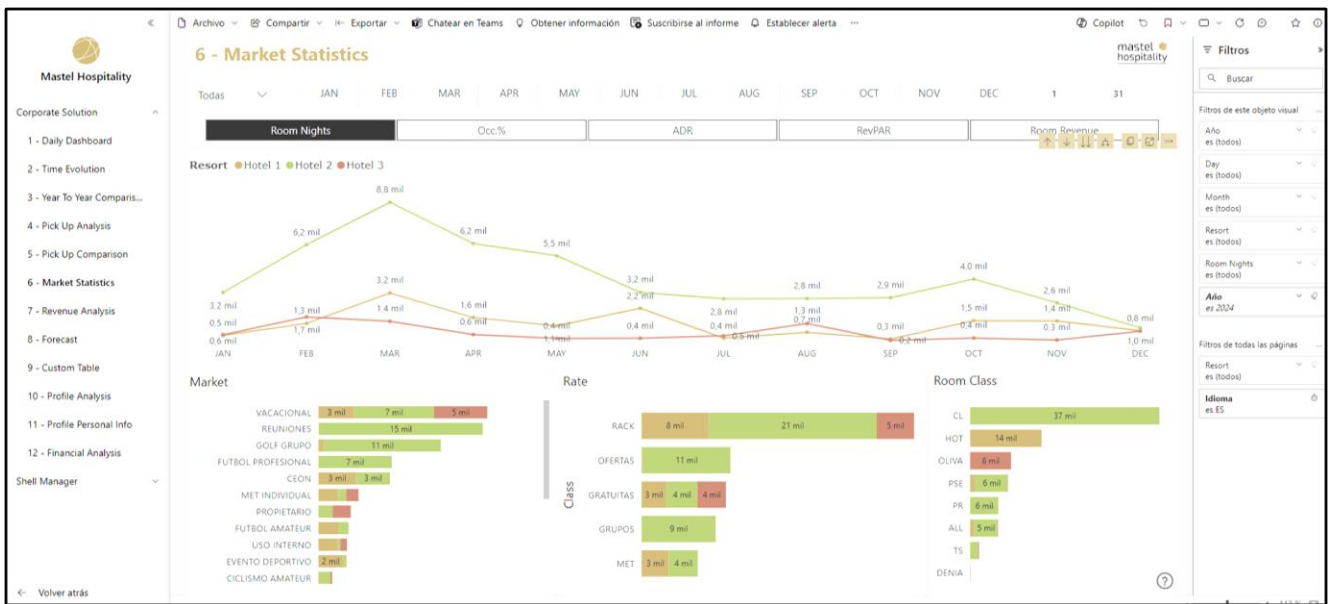 Archivo Compartir Exportar Chatear en Teams Obtener información Suscribirse al informe Establecer alerta ... Copilot
Mastel Hospitality
Corporate Solution
1 - Daily Dashboard
2 - Time Evolution
3 - Year To Year Comparis...
4 - Pick Up Analysis
5 - Pick Up Comparison
6 - Market Statistics
7 - Revenue Analysis
8 - Forecast
9 - Custom Table
10 - Profile Analysis
11 - Profile Personal Info
12 - Financial Analysis
Shell Manager
Volver atrás
6 - Market Statistics
mastel
hospitality
Todas JAN FEB MAR APR MAY JUN JUL AUG SEP OCT NOV DEC 1 31
Room Nights Occ.% ADR RevPAR Room Revenue
Resort Hotel 1 Hotel 2 Hotel 3
8,8 mil
6,2 mil 6,2 mil
5,5 mil
4,0 mil
3,2 mil 3,2 mil 2,8 mil 2,9 mil 2,6 mil
3,2 mil 2,2 mil
1,3 mil 1,4 mil 1,6 mil 2,8 mil 1,3 mil 1,5 mil 1,4 mil 0,8 mil
0,5 mil 1,7 mil 0,6 mil 0,4 mil 0,4 mil 0,4 mil 0,7 mil 0,3 mil 0,4 mil 0,3 mil
0,6 mil 1,1 mil 0,5 mil 0,2 mil 1,0 mil
JAN FEB MAR APR MAY JUN JUL AUG SEP OCT NOV DEC
Market
VACACIONAL 3 mil 7 mil 5 mil
REUNIONES 15 mil
GOLF GRUPO 11 mil
FUTBOL PROFESIONAL 7 mil
CEON 3 mil 3 mil
MET INDIVIDUAL
PROPIETARIO
FUTBOL AMATEUR
USO INTERNO
EVENTO DEPORTIVO 2 mil
CICLISMO AMATEUR
Rate
Class
RACK 8 mil 21 mil 5 mil
OFERTAS 11 mil
GRATUITAS 3 mil 4 mil 4 mil
GRUPOS 9 mil
MET 3 mil 4 mil
Room Class
CL 37 mil
HOT 14 mil
OLIVA 8 mil
PSE 6 mil
PR 6 mil
ALL 5 mil
TS
DENIA
Filtros
Buscar
Filtros de este objeto visual
Año
es (todos)
Day
es (todos)
Month
es (todos)
Resort
es (todos)
Room Nights
es (todos)
Año
es 2024
Filtros de todas las páginas
Resort
es (todos)
Idioma
es ES